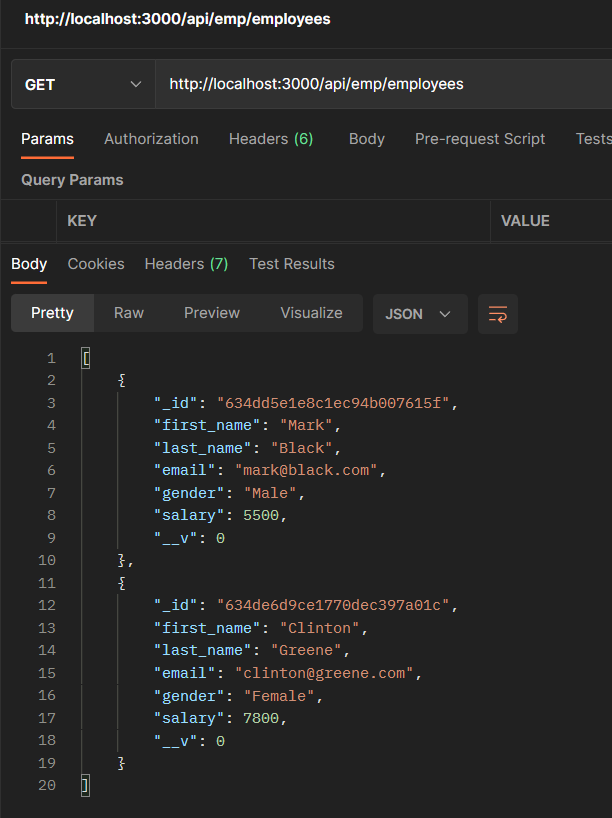 http://localhost:3000/api/emp/employees
GET http://localhost:3000/api/emp/employees
Params Authorization Headers (6) Body Pre-request Script Tests
Query Params
KEY VALUE
Body Cookies Headers (7) Test Results
Pretty Raw Preview Visualize JSON
1 [
2 {
3 "_id": "634dd5e1e8c1ec94b007615f",
4 "first_name": "Mark",
5 "last_name": "Black",
6 "email": "mark@black.com",
7 "gender": "Male",
8 "salary": 5500,
9 "__v": 0
10 },
11 {
12 "_id": "634de6d9ce1770dec397a01c",
13 "first_name": "Clinton",
14 "last_name": "Greene",
15 "email": "clinton@greene.com",
16 "gender": "Female",
17 "salary": 7800,
18 "__v": 0
19 }
20 ]